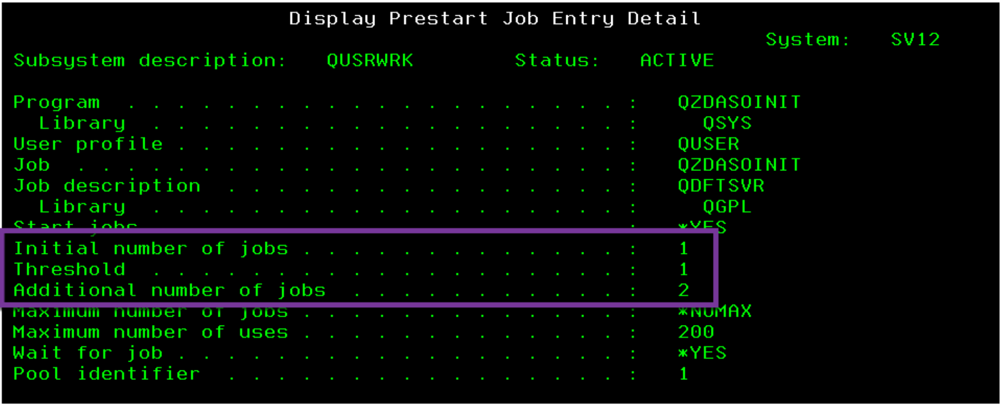 Display Prestart Job Entry Detail
System:   SV12
Subsystem description:   QUSRWRK   Status:   ACTIVE
Program  . . . . . . . . . . . . . . . . . . . . :   QZDASOINIT
  Library  . . . . . . . . . . . . . . . . . . . :   QSYS
User profile . . . . . . . . . . . . . . . . . . :   QUSER
Job  . . . . . . . . . . . . . . . . . . . . . . :   QZDASOINIT
Job description  . . . . . . . . . . . . . . . . :   QDFTSVR
  Library  . . . . . . . . . . . . . . . . . . . :   QGPL
Start jobs :   *YES
Initial number of jobs . . . . . . . . . . . . . :   1
Threshold  . . . . . . . . . . . . . . . . . . . :   1
Additional number of jobs  . . . . . . . . . . . :   2
Maximum number of jobs . . . . . . . . . . . . . :   *NOMAX
Maximum number of uses . . . . . . . . . . . . . :   200
Wait for job . . . . . . . . . . . . . . . . . . :   *YES
Pool identifier  . . . . . . . . . . . . . . . . :   1